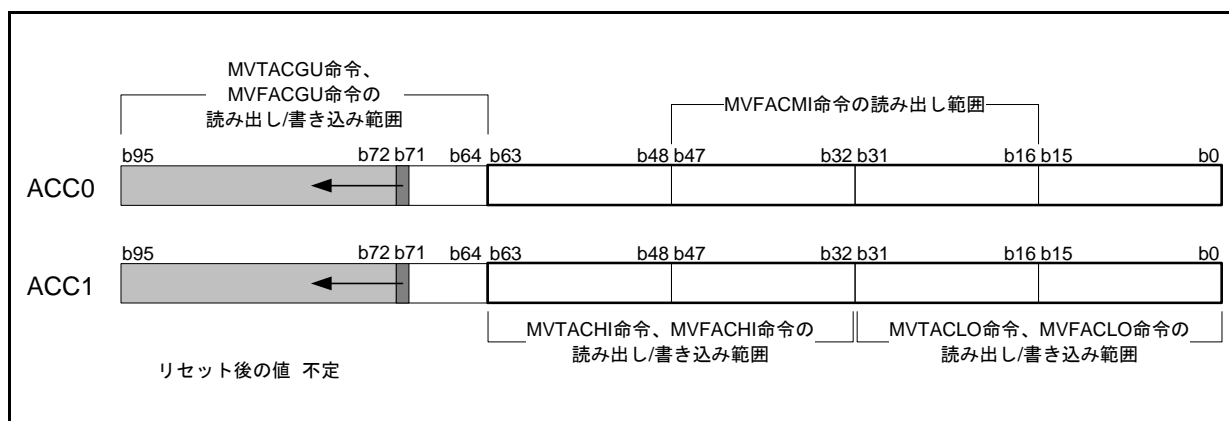 MVTACGU命令、
MVFACGU命令の
読み出し/書き込み範囲
MVFACMI命令の読み出し範囲
b95 b72 b71 b64 b63 b48 b47 b32 b31 b16 b15 b0
ACC0
b95 b72 b71 b64 b63 b48 b47 b32 b31 b16 b15 b0
ACC1
MVTACHI命令、MVFACHI命令の
読み出し/書き込み範囲
MVTACLO命令、MVFACLO命令の
読み出し/書き込み範囲
リセット後の値 不定